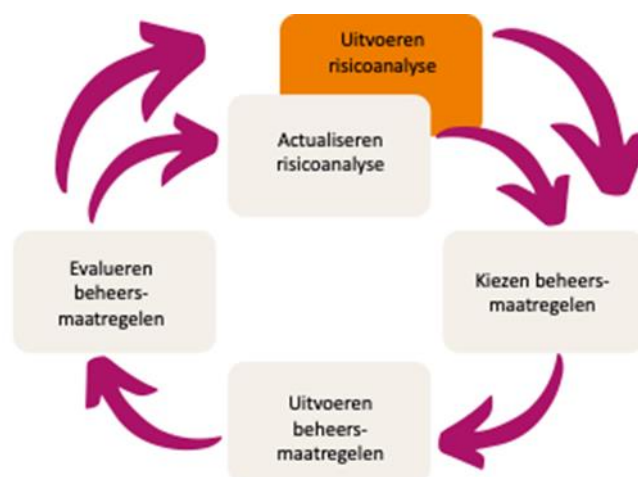 Uitvoeren
risicoanalyse
Actualiseren
risicoanalyse
Evalueren
beheers-
maatregelen
Kiezen beheers-
maatregelen
Uitvoeren
beheers-
maatregelen